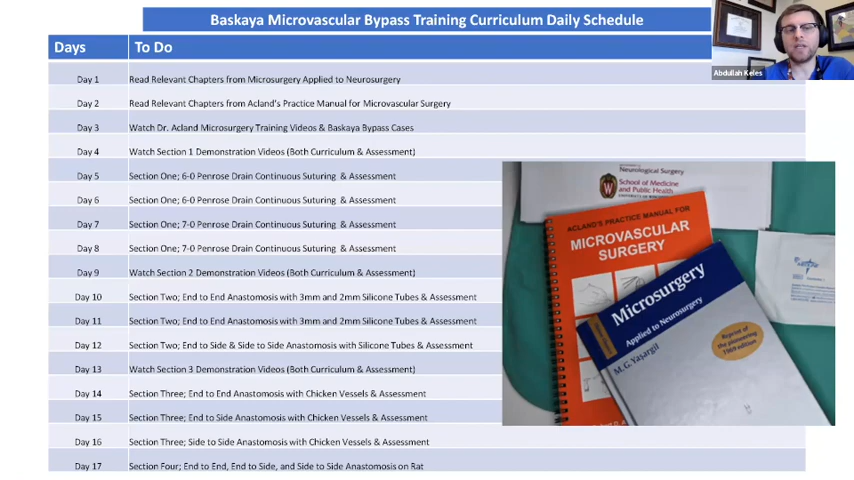 Baskaya Microvascular Bypass Training Curriculum Daily Schedule
Days To Do
Day 1 Read Relevant Chapters from Microsurgery Applied to Neurosurgery
Day 2 Read Relevant Chapters from Acland's Practice Manual for Microvascular Surgery
Day 3 Watch Dr. Acland Microsurgery Training Videos & Baskaya Bypass Cases
Day 4 Watch Section 1 Demonstration Videos (Both Curriculum & Assessment)
Day 5 Section One; 6-0 Penrose Drain Continuous Suturing & Assessment
Day 6 Section One; 6-0 Penrose Drain Continuous Suturing & Assessment
Day 7 Section One; 7-0 Penrose Drain Continuous Suturing & Assessment
Day 8 Section One; 7-0 Penrose Drain Continuous Suturing & Assessment
Day 9 Watch Section 2 Demonstration Videos (Both Curriculum & Assessment)
Day 10 Section Two; End to End Anastomosis with 3mm and 2mm Silicone Tubes & Assessment
Day 11 Section Two; End to End Anastomosis with 3mm and 2mm Silicone Tubes & Assessment
Day 12 Section Two; End to Side & Side to Side Anastomosis with Silicone Tubes & Assessment
Day 13 Watch Section 3 Demonstration Videos (Both Curriculum & Assessment)
Day 14 Section Three; End to End Anastomosis with Chicken Vessels & Assessment
Day 15 Section Three; End to Side Anastomosis with Chicken Vessels & Assessment
Day 16 Section Three; Side to Side Anastomosis with Chicken Vessels & Assessment
Day 17 Section Four; End to End, End to Side, and Side to Side Anastomosis on Rat
Abdullah Keles
Neurological Surgery
School of Medicine
and Public Health
ACLAND'S PRACTICE MANUAL FOR
MICROVASCULAR
SURGERY
Microsurgery
Applied to Neurosurgery
M. G. Yaşargil
Reprint of
the pioneering
1969 edition